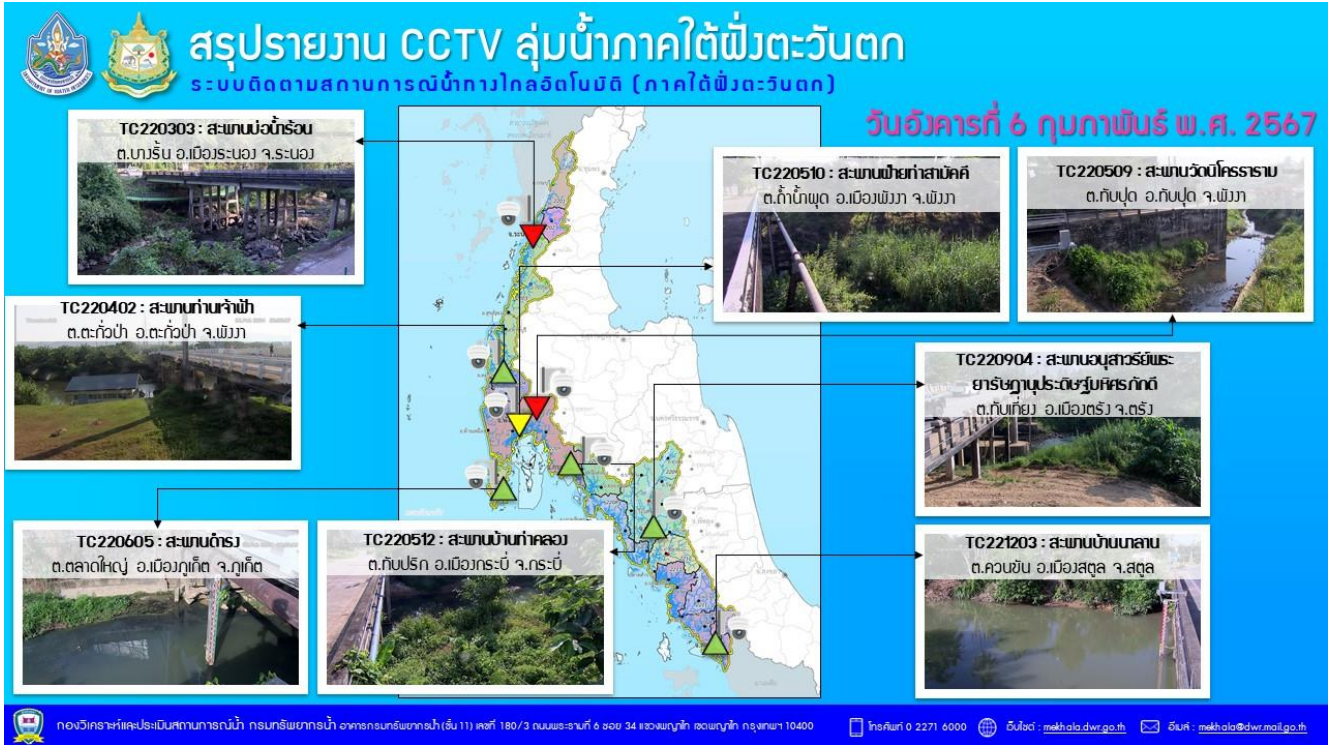 สรุปรายงาน CCTV ลุ่มน้ำภาคใต้ฝั่งตะวันตก
ระบบติดตามสถานการณ์น้ำทางไกลอัตโนมัติ (ภาคใต้ฝั่งตะวันตก)
วันอังคารที่ 6 กุมภาพันธ์ พ.ศ. 2567
TC220303 : สะพานบ่อน้ำร้อน
ต.บางริ้น อ.เมืองระนอง จ.ระนอง
TC220510 : สะพานฝ่ายท่าสามัคคี
ต.ถ้ำน้ำผุด อ.เมืองพังงา จ.พังงา
TC220509 : สะพานวัดนิโครธาราม
ต.ทับปุด อ.ทับปุด จ.พังงา
TC220402 : สะพานท่านเจ้าฟ้า
ต.ตะกั่วป่า อ.ตะกั่วป่า จ.พังงา
TC220904 : สะพานอนุสาวรีย์พระ
ยารัษฎานุประดิษฐ์มหิศรภักดี
ต.ทับเที่ยง อ.เมืองตรัง จ.ตรัง
TC220605 : สะพานดำรง
ต.ตลาดใหญ่ อ.เมืองภูเก็ต จ.ภูเก็ต
TC220512 : สะพานบ้านท่าคลอง
ต.ทับปริก อ.เมืองกระบี่ จ.กระบี่
TC221203 : สะพานบ้านนาลาน
ต.ควนขัน อ.เมืองสตูล จ.สตูล
กองวิเคราะห์และประเมินสถานการณ์น้ำ กรมทรัพยากรน้ำ อาคารกรมทรัพยากรน้ำ (ชั้น 11) เลขที่ 180/3 ถนนพระรามที่ 6 ซอย 34 แขวงพญาไท เขตพญาไท กรุงเทพฯ 10400
โทรศัพท์ 0 2271 6000
เว็บไซต์ : mekhala.dwr.go.th
อีเมล์ : mekhala@dwr.mail.go.th